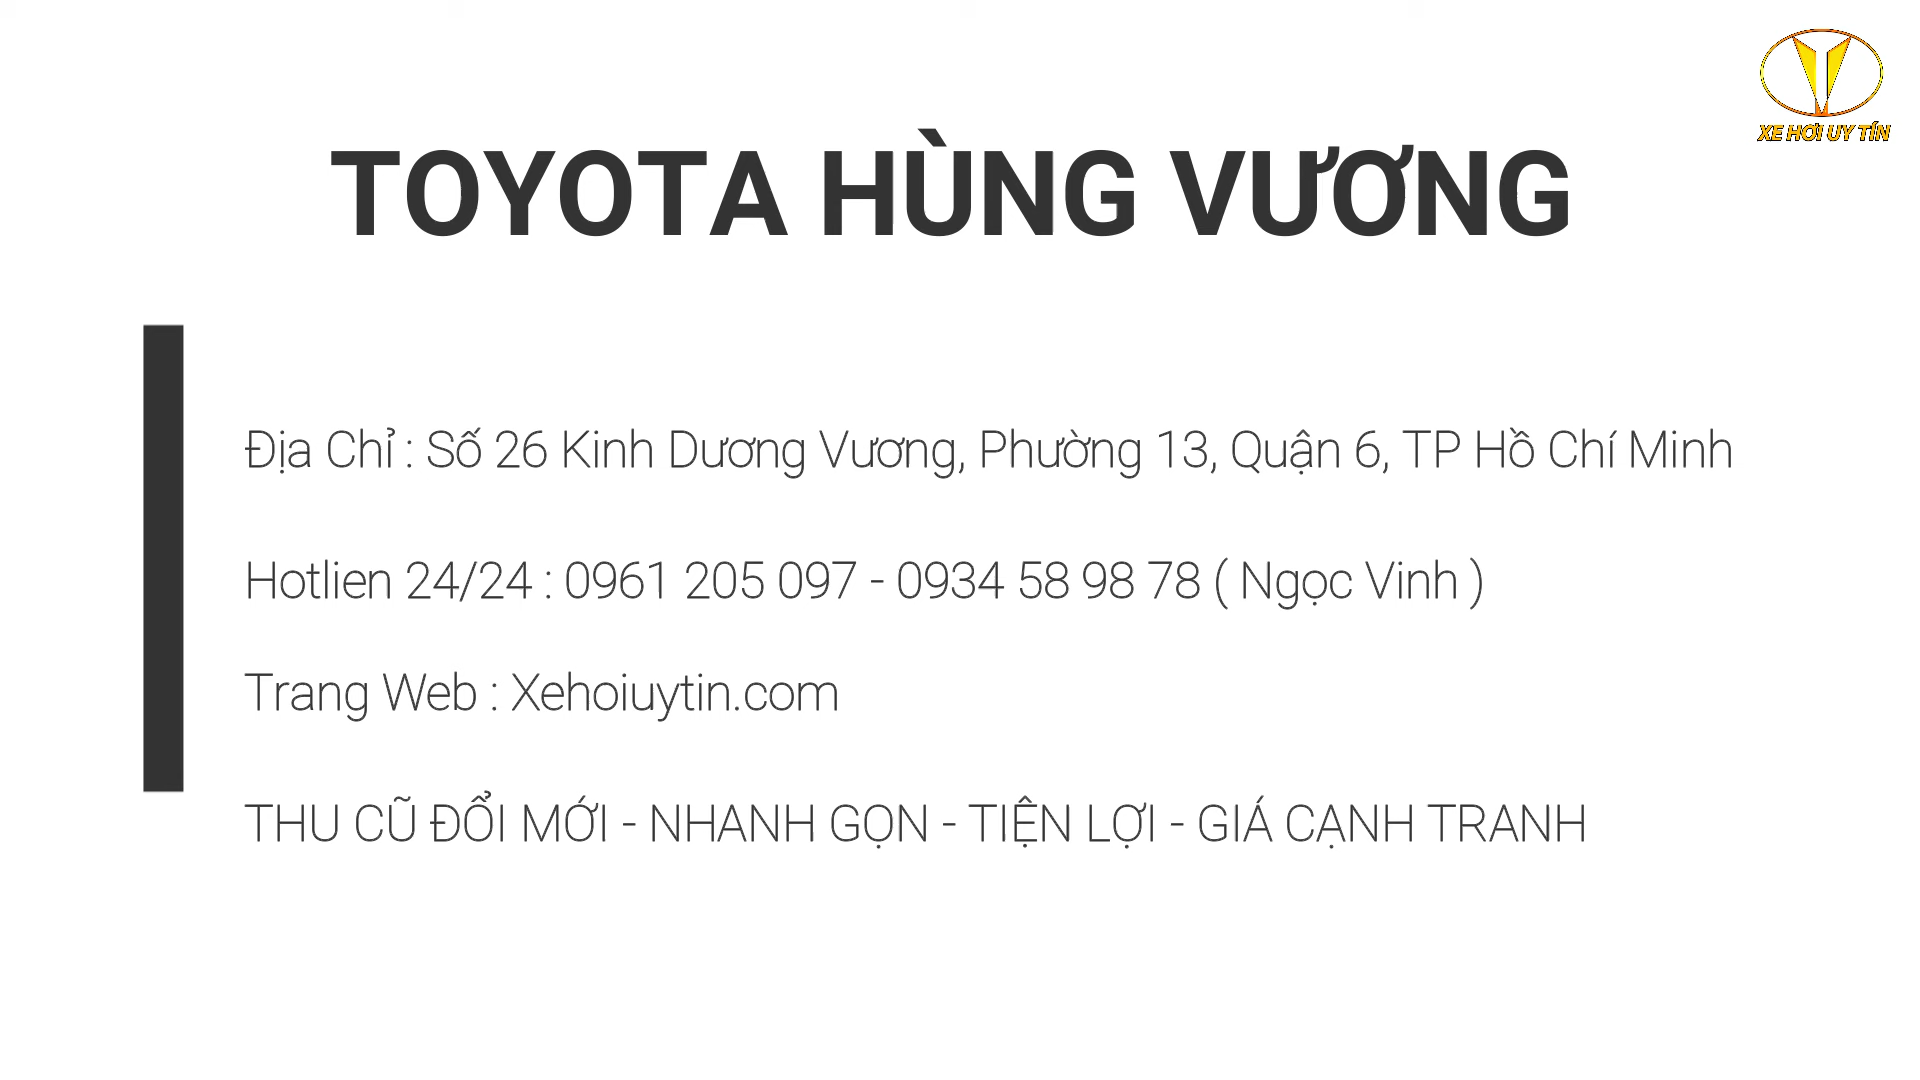 XE HƠI UY TÍN
TOYOTA HÙNG VƯƠNG
Địa Chỉ : Số 26 Kinh Dương Vương, Phường 13, Quận 6, TP Hồ Chí Minh
Hotlien 24/24 : 0961 205 097 - 0934 58 98 78 ( Ngọc Vinh )
Trang Web : Xehoiuytin.com
THU CŨ ĐỔI MỚI - NHANH GỌN - TIỆN LỢI - GIÁ CẠNH TRANH